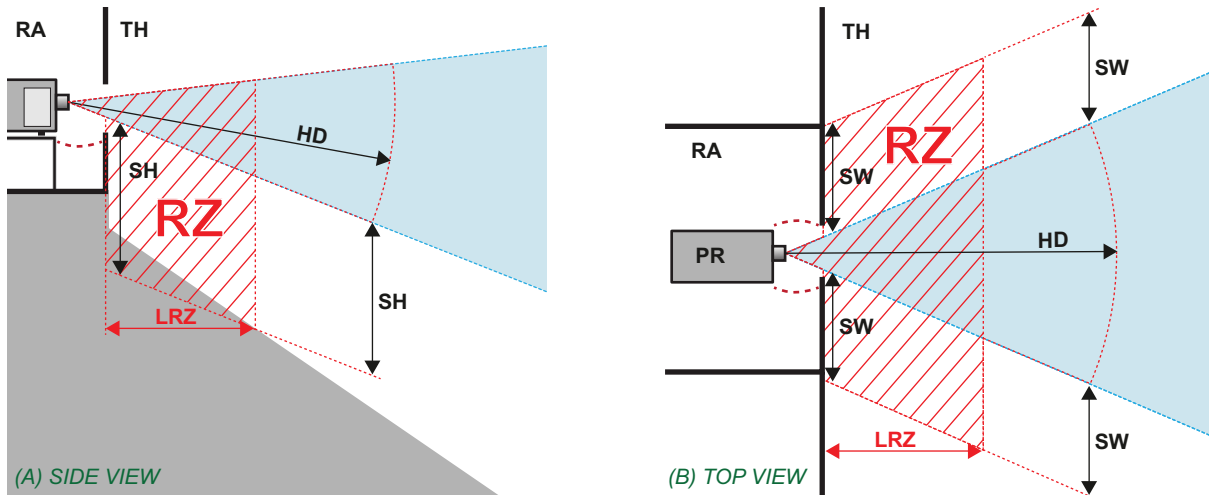 RA
TH
HD
SH
RZ
SH
LRZ
(A) SIDE VIEW
TH
SW
RA
RZ
SW
PR
HD
SW
LRZ
SW
(B) TOP VIEW